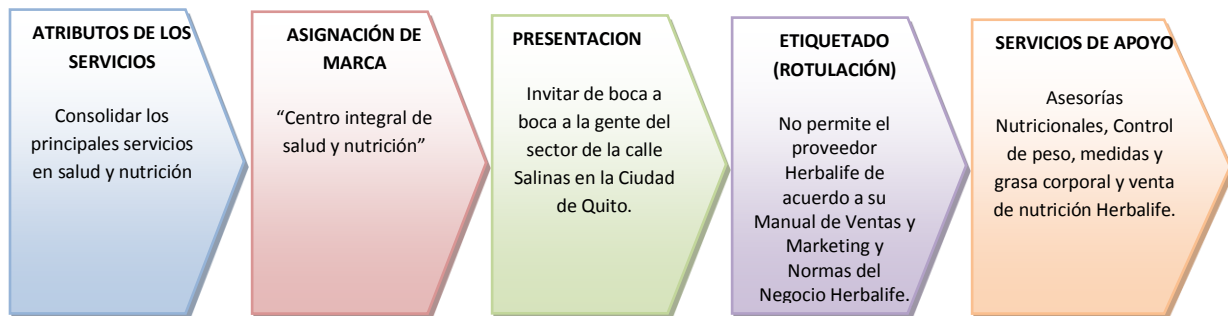 ATRIBUTOS DE LOS
SERVICIOS
Consolidar los
principales servicios
en salud y nutrición
ASIGNACIÓN DE
MARCA
“Centro integral de
salud y nutrición”
PRESENTACION
Invitar de boca a
boca a la gente del
sector de la calle
Salinas en la Ciudad
de Quito.
ETIQUETADO
(ROTULACIÓN)
No permite el
proveedor
Herbalife de
acuerdo a su
Manual de Ventas y
Marketing y
Normas del
Negocio Herbalife.
SERVICIOS DE APOYO
Asesorías
Nutricionales, Control
de peso, medidas y
grasa corporal y venta
de nutrición Herbalife.